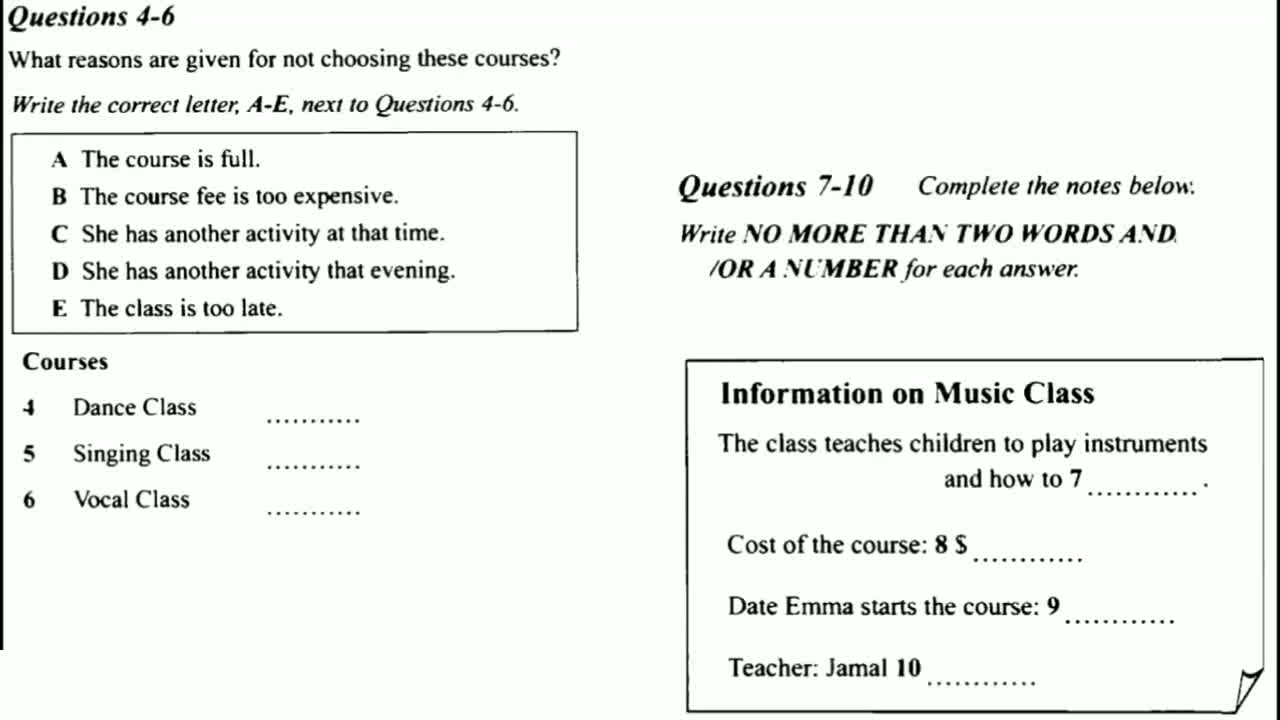 Questions 4-6
What reasons are given for not choosing these courses?
Write the correct letter, A-E, next to Questions 4-6.
A The course is full.
B The course fee is too expensive.
C She has another activity at that time.
D She has another activity that evening.
E The class is too late.
Courses
4 Dance Class ...........
5 Singing Class ...........
6 Vocal Class ...........
Questions 7-10 Complete the notes below.
Write NO MORE THAN TWO WORDS AND
/OR A NUMBER for each answer.
Information on Music Class
The class teaches children to play instruments
and how to 7 ............ .
Cost of the course: 8 $ ............
Date Emma starts the course: 9 ............
Teacher: Jamal 10 ............